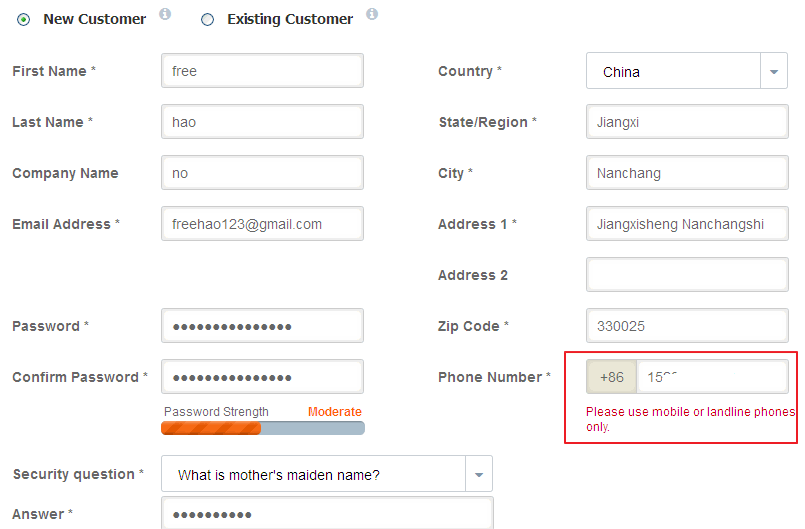 New Customer Existing Customer
First Name * free
Country * China
Last Name * hao
State/Region * Jiangxi
Company Name no
City * Nanchang
Email Address * freehao123@gmail.com
Address 1 * Jiangxisheng Nanchangshi
Address 2
Password * ●●●●●●●●●●●●●●●
Zip Code * 330025
Confirm Password * ●●●●●●●●●●●●●●●
Phone Number * +86
Password Strength Moderate
Please use mobile or landline phones
only.
Security question * What is mother's maiden name?
Answer * ●●●●●●●●●●